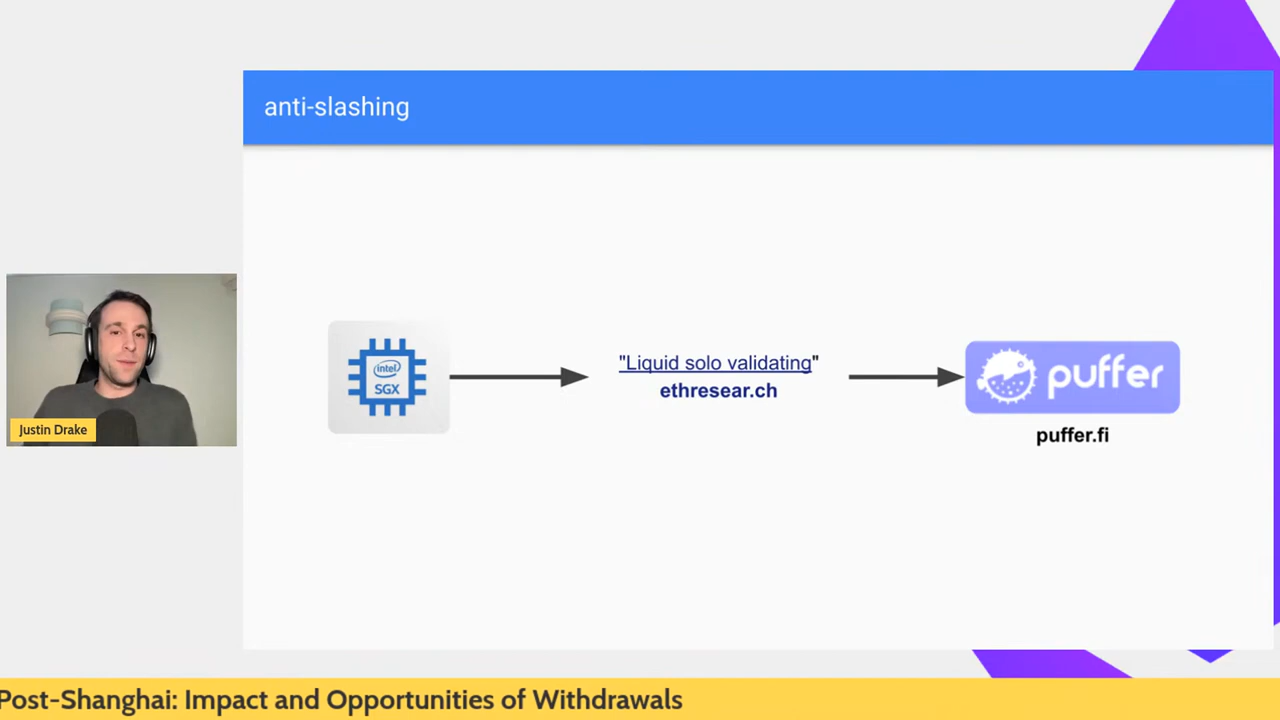 anti-slashing
intel
SGX
"Liquid solo validating"
ethresear.ch
puffer
puffer.fi
Justin Drake
Post-Shanghai: Impact and Opportunities of Withdrawals